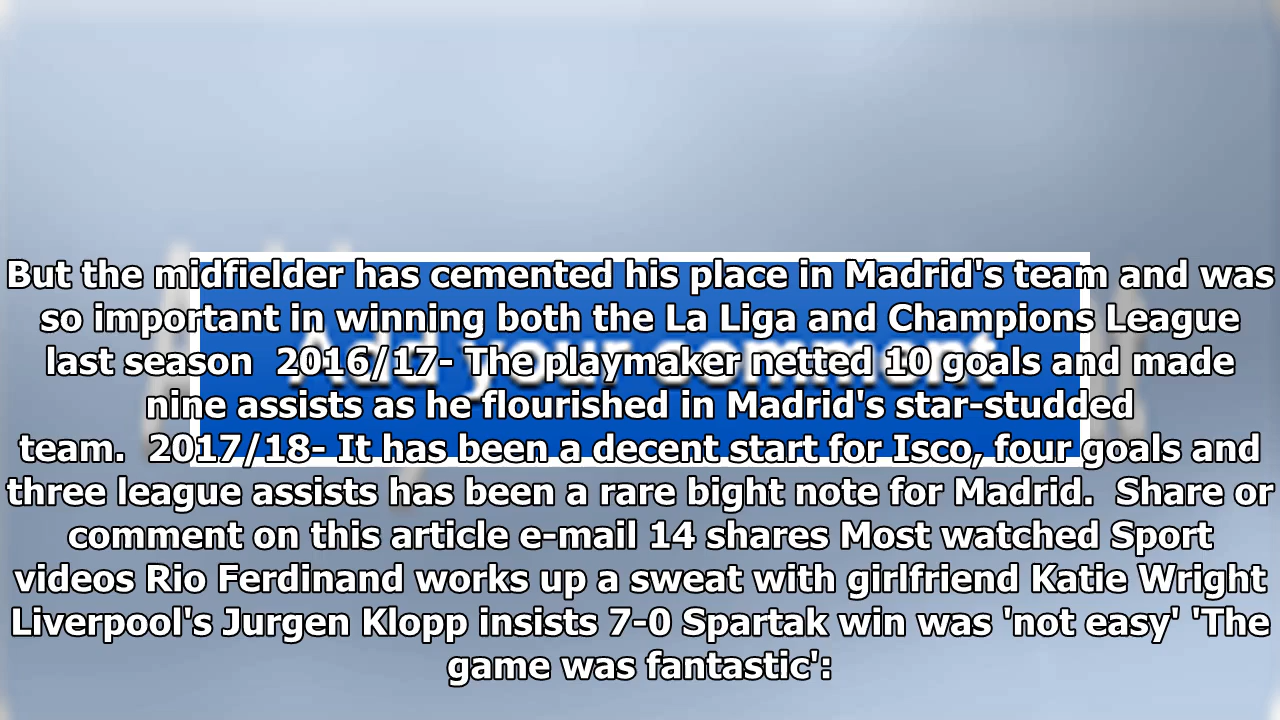 But the midfielder has cemented his place in Madrid's team and was
so important in winning both the La Liga and Champions League
last season  2016/17- The playmaker netted 10 goals and made
nine assists as he flourished in Madrid's star-studded
team.  2017/18- It has been a decent start for Isco, four goals and
three league assists has been a rare bight note for Madrid.  Share or
comment on this article e-mail 14 shares Most watched Sport
videos Rio Ferdinand works up a sweat with girlfriend Katie Wright
Liverpool's Jurgen Klopp insists 7-0 Spartak win was 'not easy' 'The
game was fantastic':
Add your comment